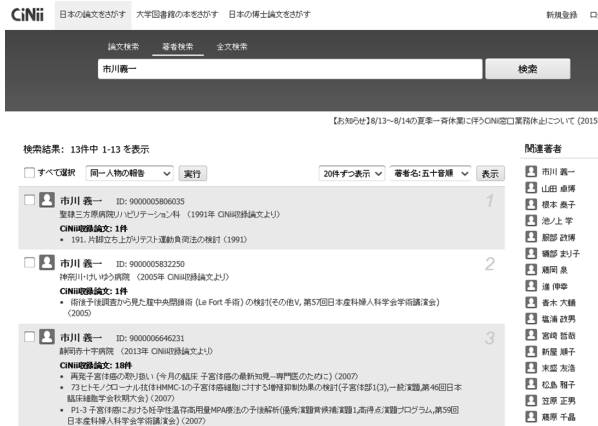 CiNii 日本の論文をさがす 大学図書館の本をさがす 日本の博士論文をさがす 新規登録 ロ
論文検索 著者検索 全文検索
市川義一 検索
【お知らせ】8/13～8/14の夏季一斉休業に伴うCiNii窓口業務休止について (2015
検索結果: 13件中 1-13 を表示
すべて選択 同一人物の報告 実行 20件ずつ表示 著者名:五十音順 表示
市川 義一 ID: 9000005806035 1
聖隷三方原病院リハビリテーション科 (1991年 CiNii収録論文より)
CiNii収録論文: 1件
191. 片脚立ち上がりテスト運動負荷法の検討 (1991)
市川 義一 ID: 9000005832250 2
神奈川・けいゆう病院 (2005年 CiNii収録論文より)
CiNii収録論文: 1件
術後予後調査から見た腟中央閉鎖術 (Le Fort 手術) の検討(その他V, 第57回日本産科婦人科学会学術講演会)
(2005)
市川 義一 ID: 9000006646231 3
静岡赤十字病院 (2013年 CiNii収録論文より)
CiNii収録論文: 18件
再発子宮体癌の取り扱い (今月の臨床 子宮体癌の最新知見―専門医のために) (2007)
73 ヒトモノクローナル抗体HMMC-1の子宮体癌細胞に対する増殖抑制効果の検討(子宮体部1(3),一般演題,第46回日本
臨床細胞学会秋期大会) (2007)
P1-3 子宮体癌における妊孕性温存高用量MPA療法の予後解析(優秀演題賞候補演題1,高得点演題プログラム,第59回
日本産科婦人科学会学術講演会) (2007)
関連著者
市川 義一
山田 卓博
根本 泰子
池ノ上 学
服部 政博
磯部 まり子
藤岡 泉
進 伸幸
青木 大輔
塩浦 政男
宮崎 哲哉
新屋 順子
末盛 友浩
松島 翔子
笠原 正男
藤原 千晶